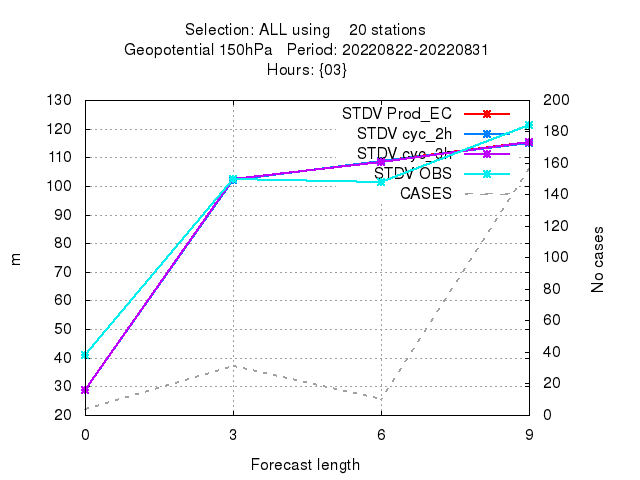 Selection: ALL using 20 stations
Geopotential 150hPa Period: 20220822-20220831
Hours: {03}
130
120
110
100
90
80
70
60
50
40
30
20
m
200
180
160
140
120
100
80
60
40
20
0
No cases
STDV Prod_EC
STDV cyc_2h
STDV cyc_3h
STDV OBS
CASES
0 3 6 9
Forecast length